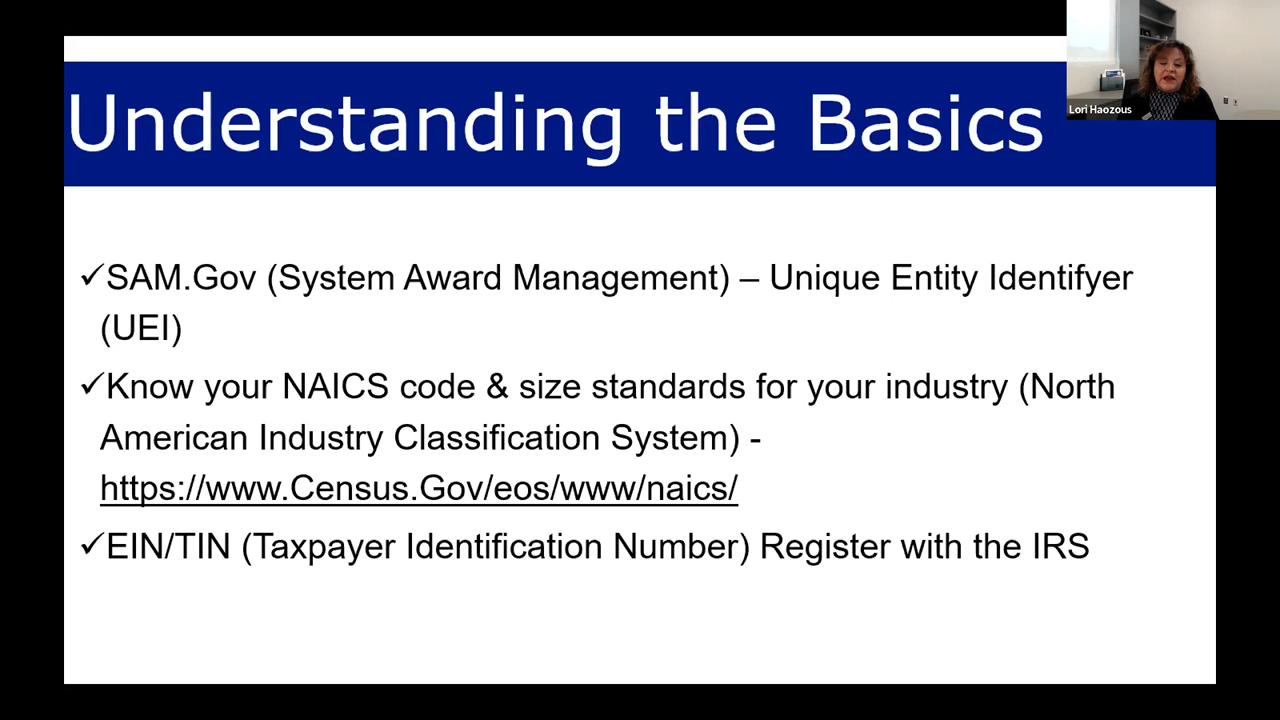 Understanding the Basics
Lori Haozous
✓SAM.Gov (System Award Management) – Unique Entity Identifyer
(UEI)
✓Know your NAICS code & size standards for your industry (North
American Industry Classification System) -
https://www.Census.Gov/eos/www/naics/
✓EIN/TIN (Taxpayer Identification Number) Register with the IRS